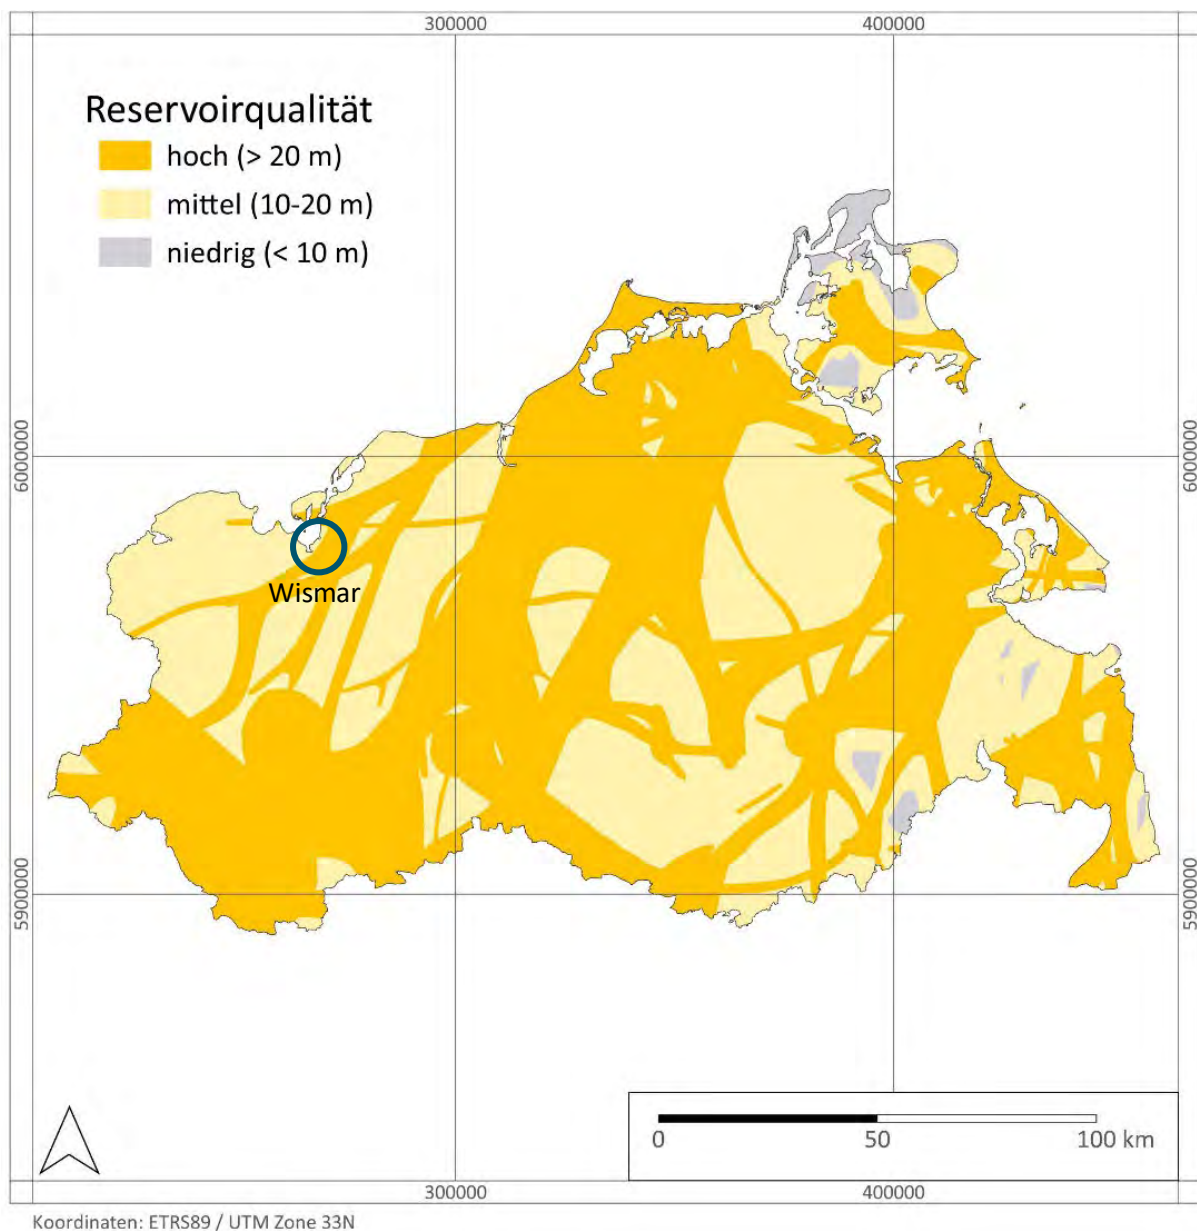 300000
400000
Reservoirqualität
hoch (> 20 m)
mittel (10-20 m)
niedrig (< 10 m)
6000000
6000000
Wismar
5900000
5900000
0
50
100 km
300000
400000
Koordinaten: ETRS89 / UTM Zone 33N